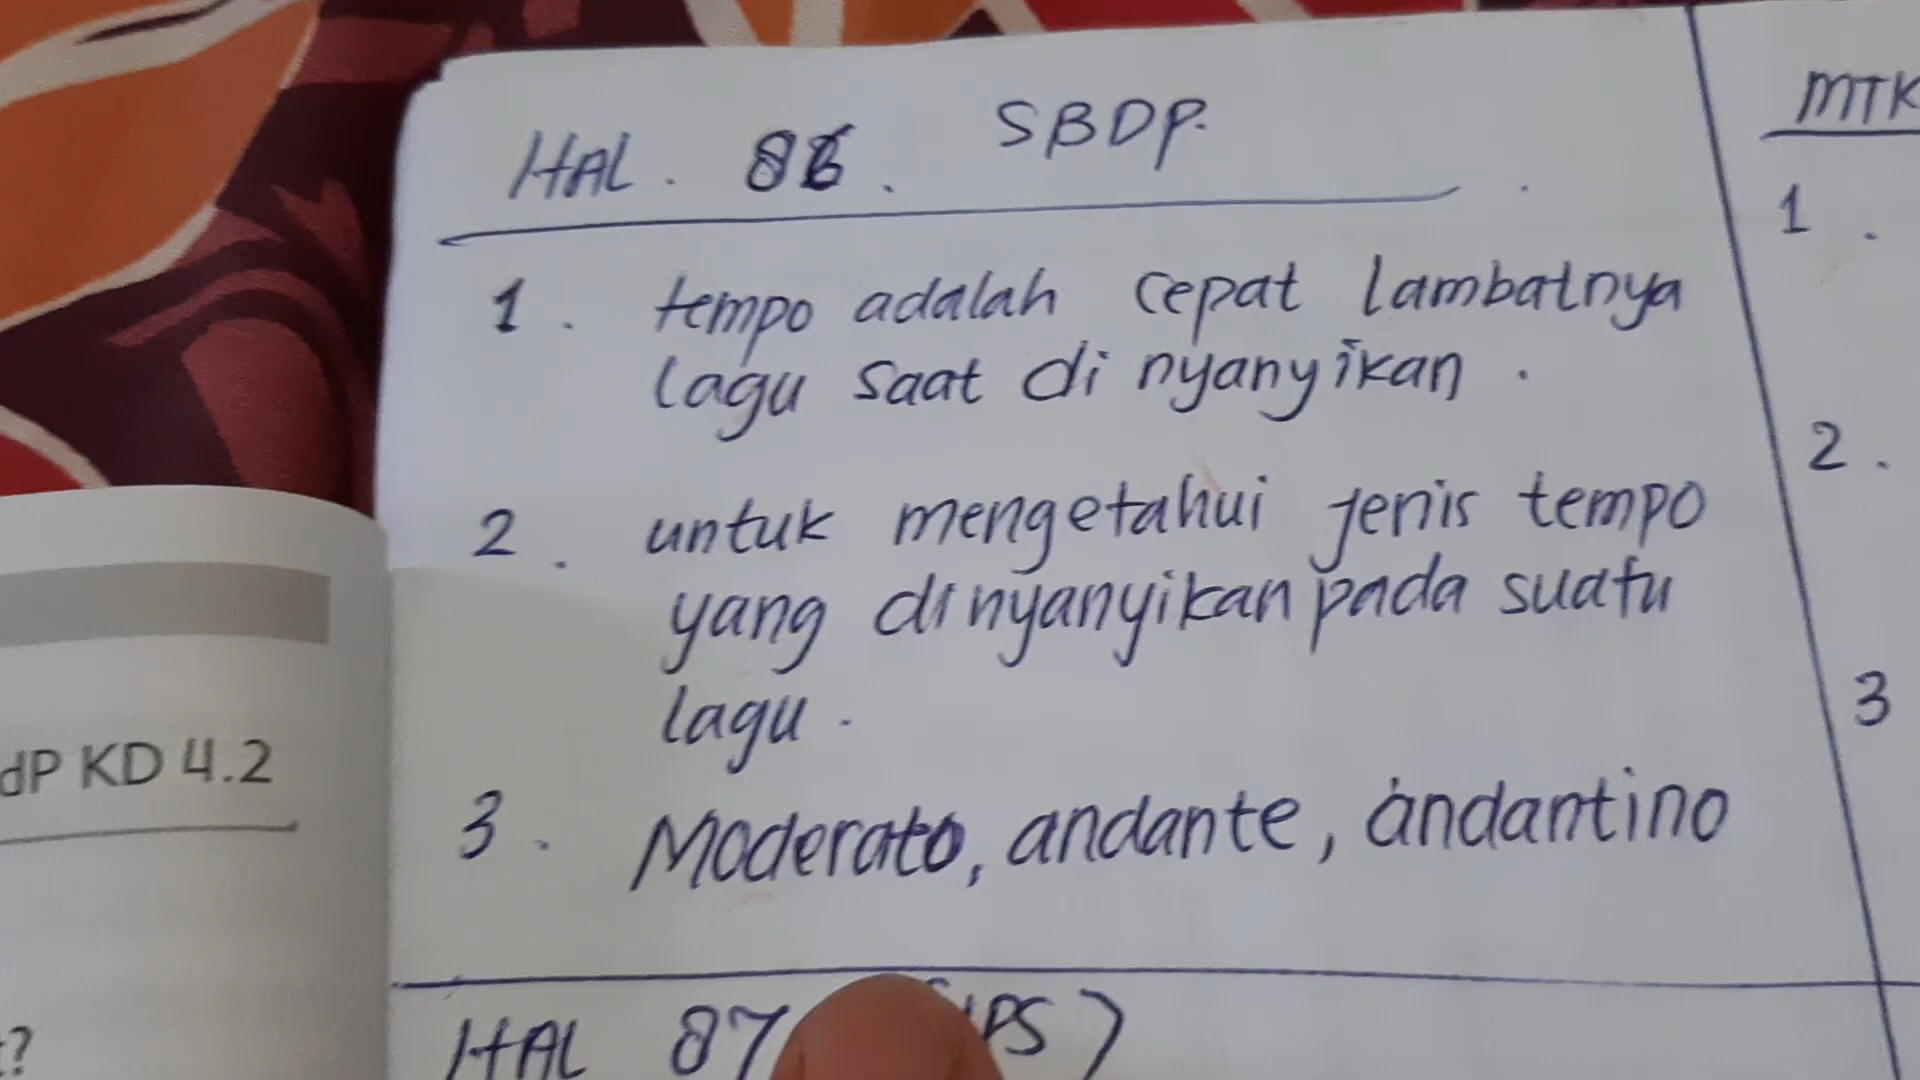 HAL. 86. SBDP.
1. tempo adalah cepat lambatnya
lagu saat di nyanyikan.
2. untuk mengetahui jenis tempo
yang dinyanyikan pada suatu
lagu.
3. Moderato, andante, andantino
HAL 87
MTK
1.
2.
3
dP KD 4.2